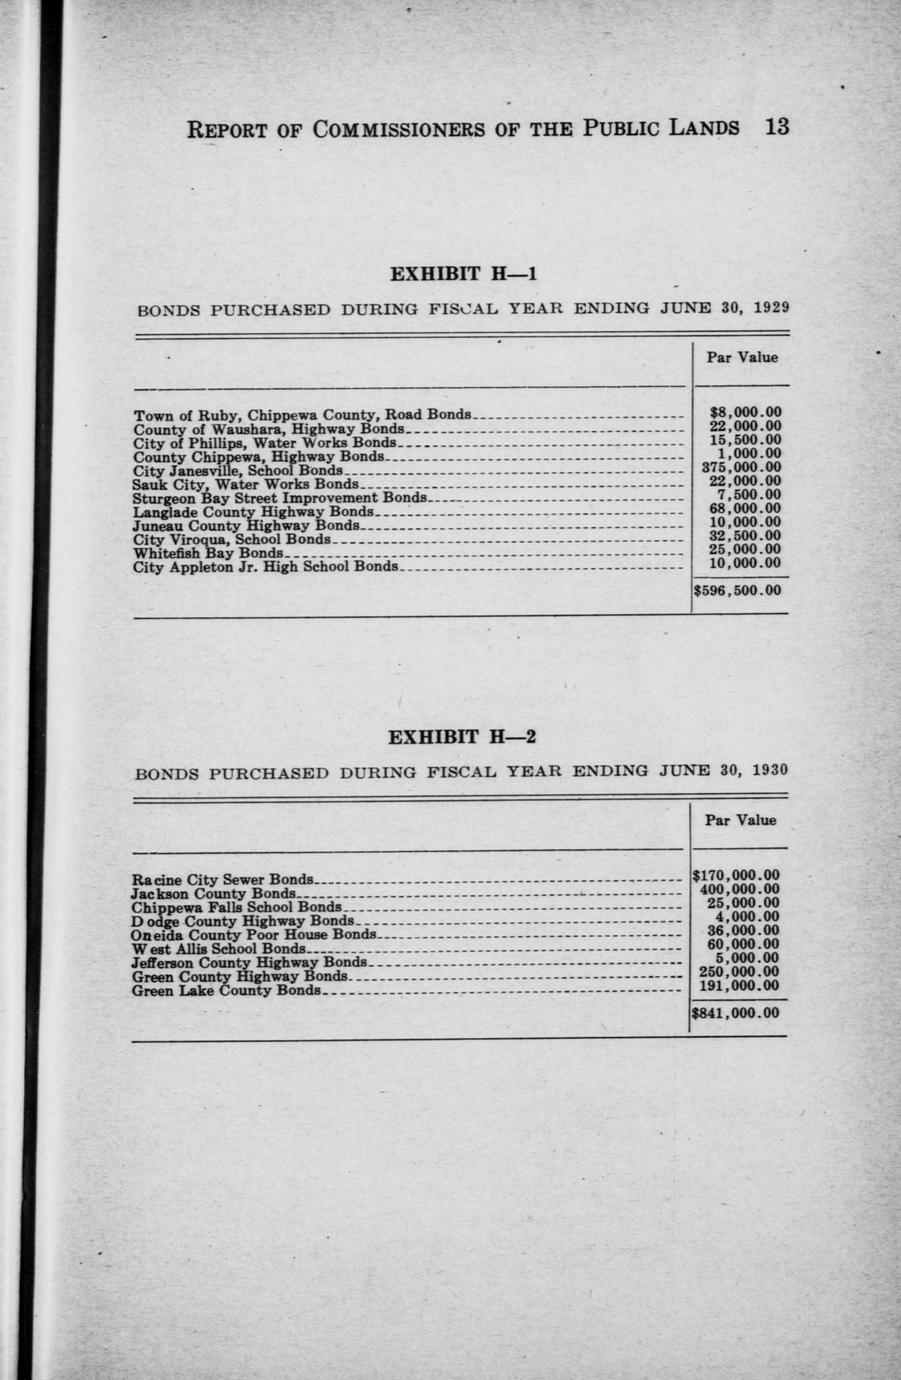 REPORT OF COMMISSIONERS OF THE PUBLIC LANDS 13
EXHIBIT H—1
BONDS PURCHASED DURING FISCAL YEAR ENDING JUNE 30, 1929
Par Value
Town of Ruby, Chippewa County, Road Bonds $8,000.00
County of Waushara, Highway Bonds 22,000.00
City of Phillips, Water Works Bonds 15,500.00
County Chippewa, Highway Bonds 1,000.00
City Janesville, School Bonds 375,000.00
Sauk City, Water Works Bonds 22,000.00
Sturgeon Bay Street Improvement Bonds 7,500.00
Langlade County Highway Bonds 68,000.00
Juneau County Highway Bonds 10,000.00
City Viroqua, School Bonds 32,500.00
Whitefish Bay Bonds 25,000.00
City Appleton Jr. High School Bonds 10,000.00
$596,500.00
EXHIBIT H—2
BONDS PURCHASED DURING FISCAL YEAR ENDING JUNE 30, 1930
Par Value
Racine City Sewer Bonds $170,000.00
Jackson County Bonds 400,000.00
Chippewa Falls School Bonds 25,000.00
Dodge County Highway Bonds 4,000.00
Oneida County Poor House Bonds 36,000.00
West Allis School Bonds 60,000.00
Jefferson County Highway Bonds 5,000.00
Green County Highway Bonds 250,000.00
Green Lake County Bonds 191,000.00
$841,000.00